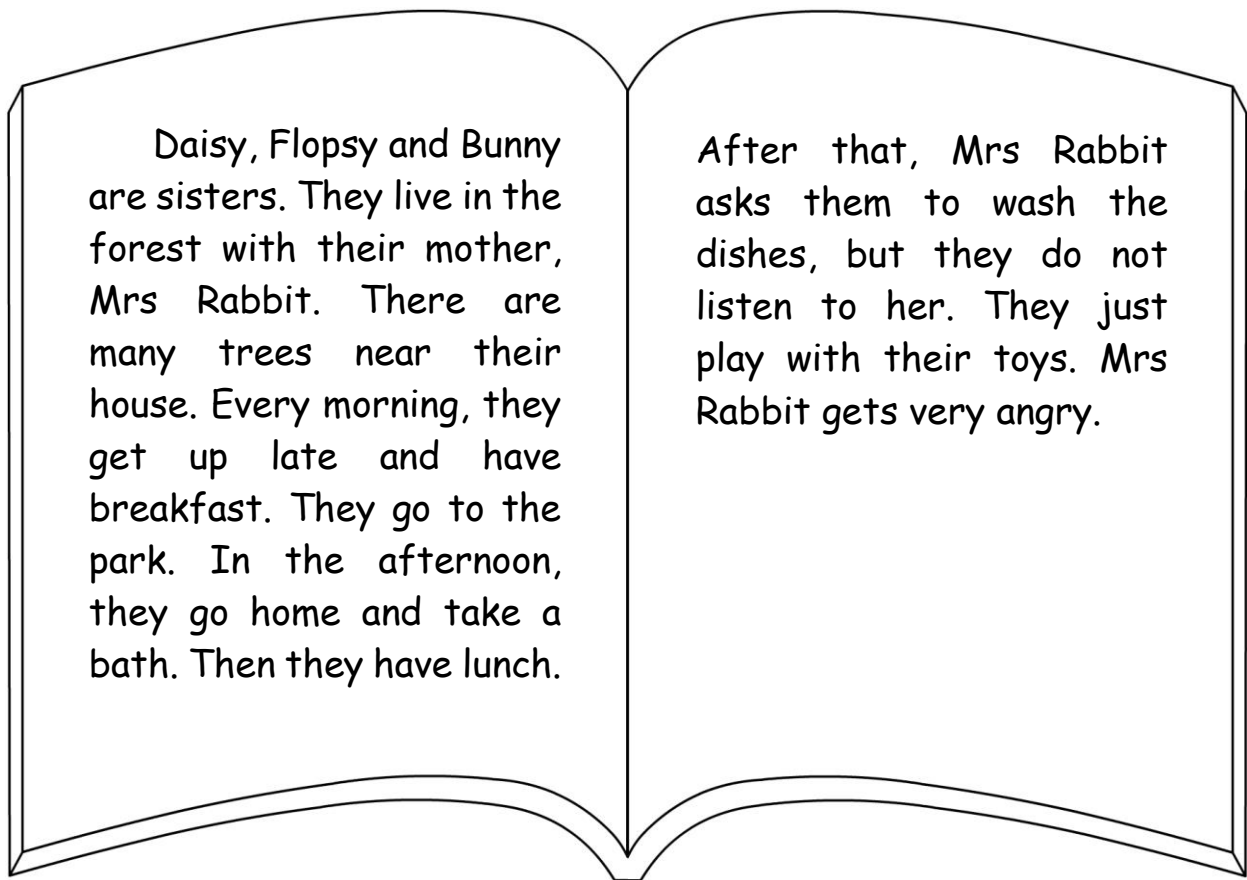 Daisy, Flopsy and Bunny
are sisters. They live in the
forest with their mother,
Mrs Rabbit. There are
many trees near their
house. Every morning, they
get up late and have
breakfast. They go to the
park. In the afternoon,
they go home and take a
bath. Then they have lunch.
After that, Mrs Rabbit
asks them to wash the
dishes, but they do not
listen to her. They just
play with their toys. Mrs
Rabbit gets very angry.